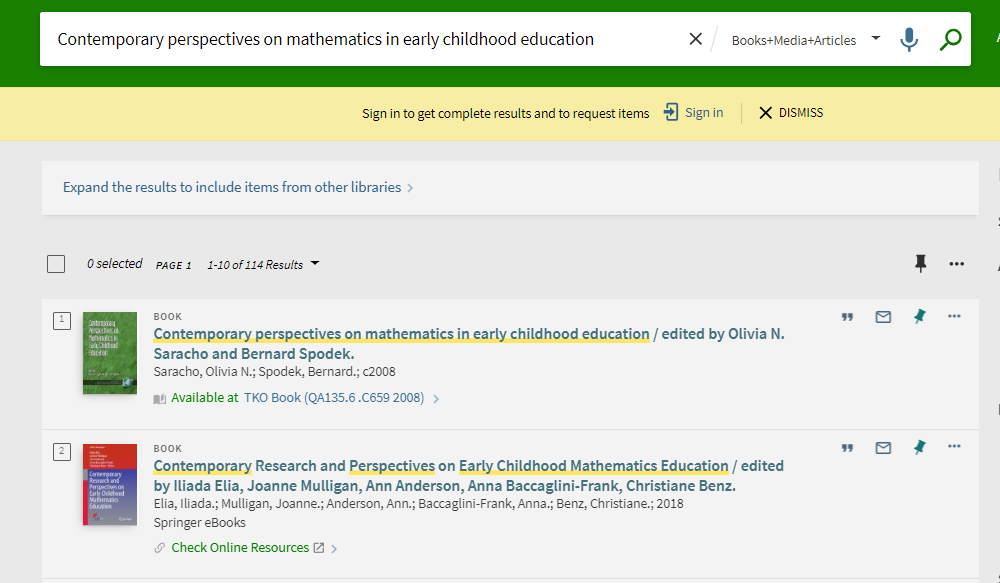 Contemporary perspectives on mathematics in early childhood education
Books+Media+Articles
Sign in to get complete results and to request items Sign in DISMISS
Expand the results to include items from other libraries
0 selected PAGE 1 1-10 of 114 Results
1
BOOK
Contemporary perspectives on mathematics in early childhood education / edited by Olivia N.
Saracho and Bernard Spodek.
Saracho, Olivia N.; Spodek, Bernard.; c2008
Available at TKO Book (QA135.6 .C659 2008)
Contemporary
Perspectives on
Mathematics in
Early Childhood
Education
2
BOOK
Contemporary Research and Perspectives on Early Childhood Mathematics Education / edited
by Iliada Elia, Joanne Mulligan, Ann Anderson, Anna Baccaglini-Frank, Christiane Benz.
Elia, Iliada.; Mulligan, Joanne.; Anderson, Ann.; Baccaglini-Frank, Anna.; Benz, Christiane.; 2018
Springer eBooks
Check Online Resources
Contemporary
Research and
Perspectives on
Early Childhood
Mathematics
Education